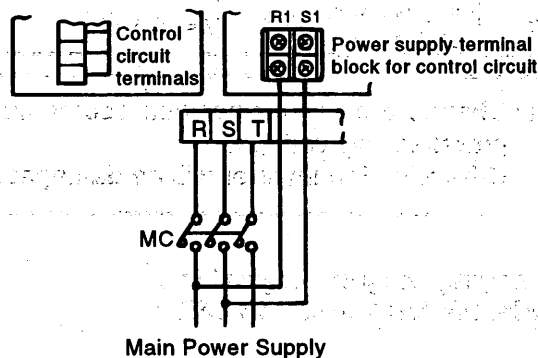 Control
circuit
terminals
R1 S1
Power supply terminal
block for control circuit
R S T
MC
Main Power Supply